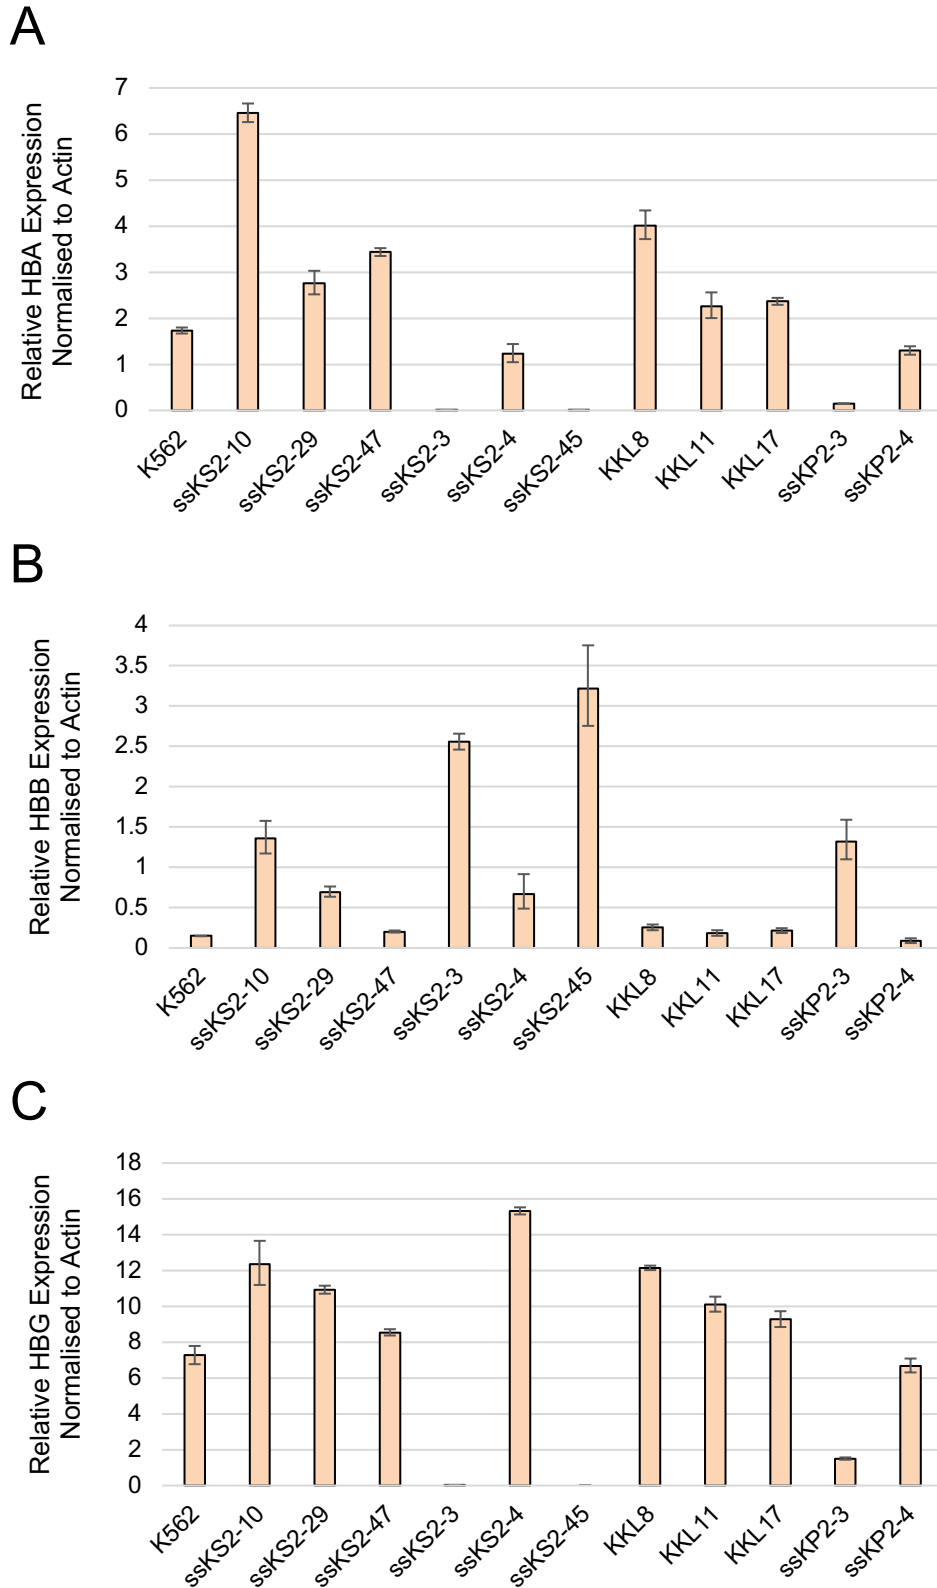 A
Relative HBA Expression
Normalised to Actin
7
6
5
4
3
2
1
0
K562
ssKS2-10
ssKS2-29
ssKS2-47
ssKS2-3
ssKS2-4
ssKS2-45
KKL8
KKL11
KKL17
ssKP2-3
ssKP2-4
B
Relative HBB Expression
Normalised to Actin
4
3.5
3
2.5
2
1.5
1
0.5
0
K562
ssKS2-10
ssKS2-29
ssKS2-47
ssKS2-3
ssKS2-4
ssKS2-45
KKL8
KKL11
KKL17
ssKP2-3
ssKP2-4
C
Relative HBG Expression
Normalised to Actin
18
16
14
12
10
8
6
4
2
0
K562
ssKS2-10
ssKS2-29
ssKS2-47
ssKS2-3
ssKS2-4
ssKS2-45
KKL8
KKL11
KKL17
ssKP2-3
ssKP2-4